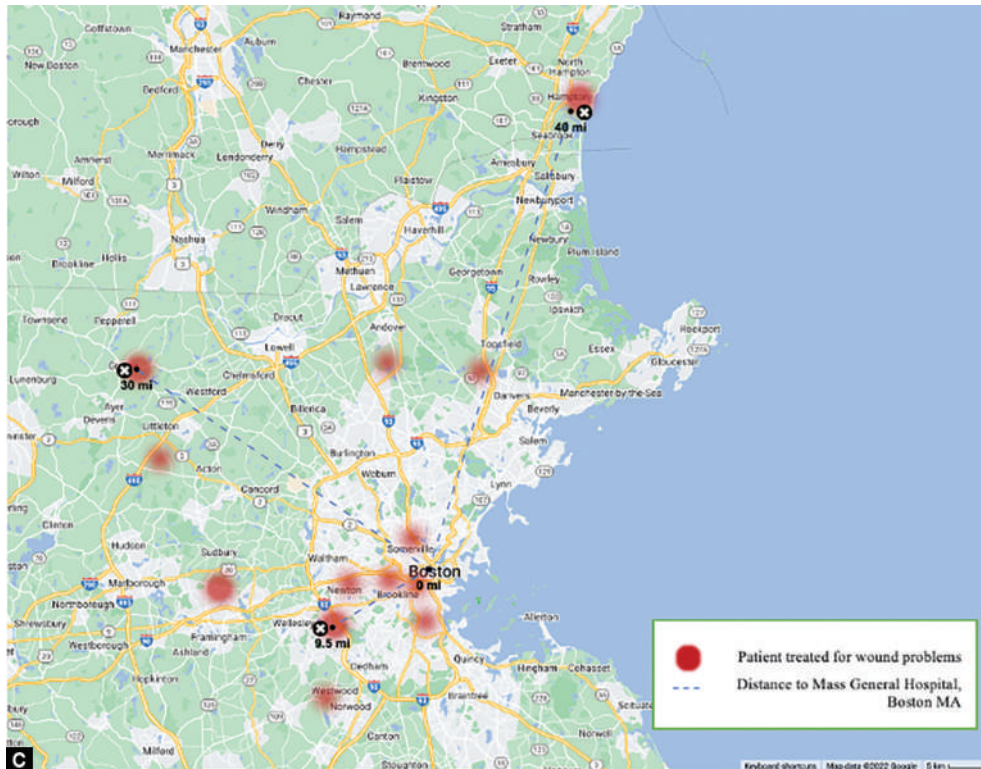 Goffstown
Auburn
Raymond
Stratham
Manchester
New Boston
Chester
Fremont
Brentwood
Exeter
North
Hampton
Bedford
Kingston
Hampton
40 mi
Seabrook
Derry
Merrimack
Londonderry
Hampstead
Amesbury
Amherst
Salisbury
Wilton
Milford
Plaistow
Newburyport
Windham
Salem
Nashua
Haverhill
Newbury
Plum Island
Brookline
Hollis
Methuen
Georgetown
Rowley
Lawrence
Ipswich
Townsend
Pepperell
Dracut
Andover
Topsfield
Rockport
Lowell
Essex
Gloucester
Lunenburg
30 mi
Chelmsford
Westford
Danvers
Manchester by the Sea
Ayer
Beverly
Devens
Billerica
Littleton
Salem
Burlington
Acton
Woburn
Lynn
Concord
Clinton
Hudson
Somerville
Sudbury
Waltham
Boston
0 mi
Marlborough
Newton
Brookline
Northborough
Shrewsbury
Wellesley
9.5 mi
Allerton
Framingham
Westborough
Ashland
Dedham
Quincy
Hingham
Cohasset
Hopkinton
Westwood
Norwood
Braintree
Scituate
Canton
Norwell
Milford
Stoughton
Patient treated for wound problems
Distance to Mass General Hospital,
Boston MA
C
Keyboard shortcuts Map data ©2022 Google 5 km